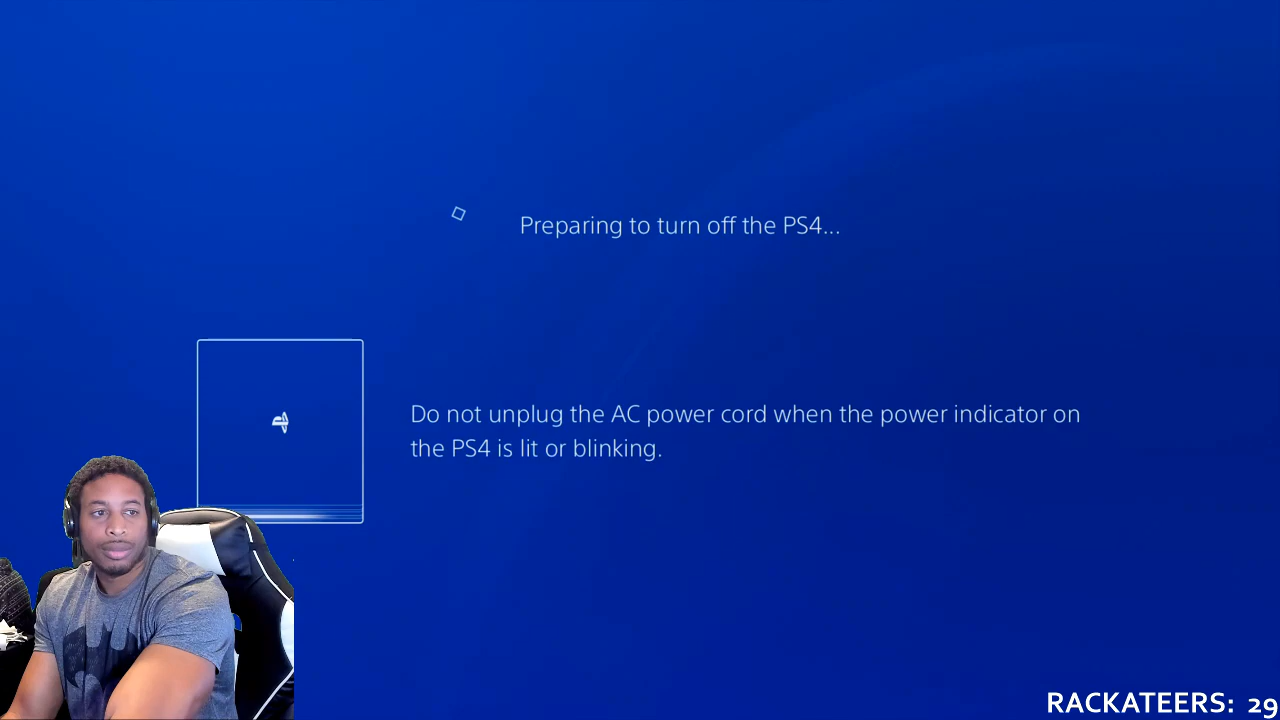 Preparing to turn off the PS4...
Do not unplug the AC power cord when the power indicator on
the PS4 is lit or blinking.
RACKATEERS: 29